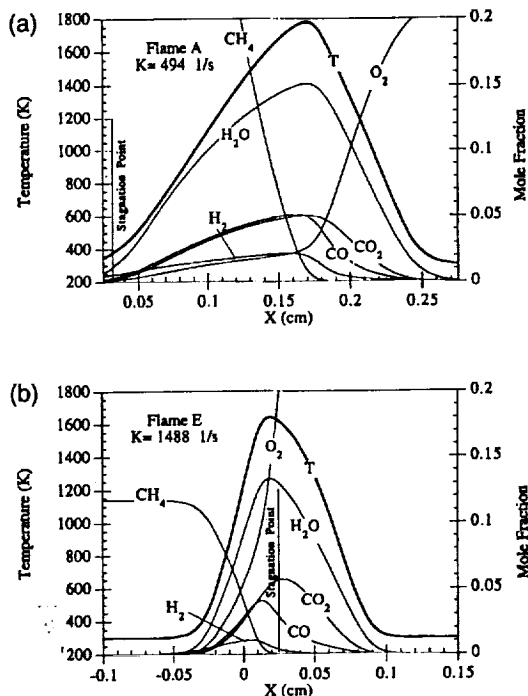 (a)
Flame A
K= 494 1/s
CH4
T
O2
H2O
Stagnation Point
H2
CO
CO2
Temperature (K)
1800
1600
1400
1200
1000
800
600
400
200
Mole Fraction
0.2
0.15
0.1
0.05
0
0.05
0.1
0.15
0.2
0.25
X (cm)
(b)
Flame E
K= 1488 1/s
O2
T
CH4
H2O
Stagnation Point
H2
CO2
CO
Temperature (K)
1800
1600
1400
1200
1000
800
600
400
200
Mole Fraction
0.2
0.15
0.1
0.05
0
-0.1
-0.05
0
0.05
0.1
0.15
X (cm)